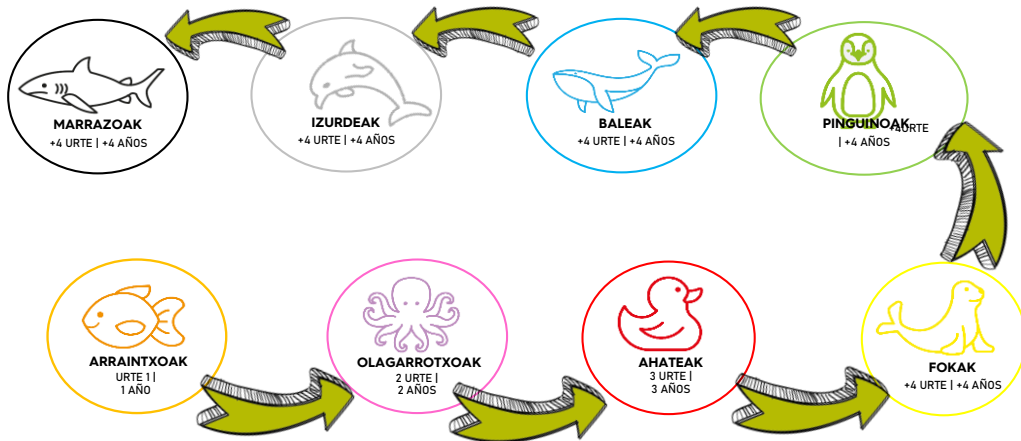 MARRAZOAK
+4 URTE | +4 AÑOS
IZURDEAK
+4 URTE | +4 AÑOS
BALEAK
+4 URTE | +4 AÑOS
PINGUINOAK
+4URTE
| +4 AÑOS
ARRAINTXOAK
URTE 1 |
1 AÑO
OLAGARROTXOAK
2 URTE |
2 AÑOS
AHATEAK
3 URTE |
3 AÑOS
FOKAK
+4 URTE | +4 AÑOS